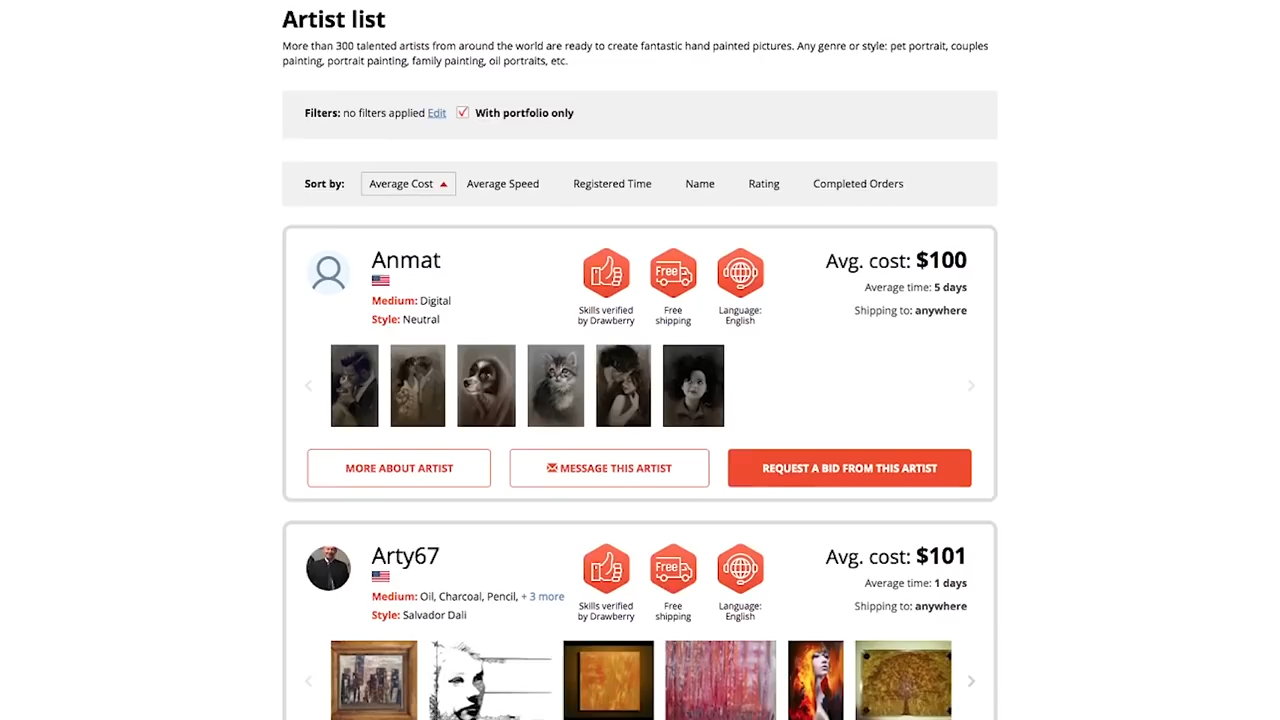 Artist list
More than 300 talented artists from around the world are ready to create fantastic hand painted pictures. Any genre or style: pet portrait, couples
painting, portrait painting, family painting, oil portraits, etc.
Filters: no filters applied Edit With portfolio only
Sort by: Average Cost Average Speed Registered Time Name Rating Completed Orders
Anmat
Medium: Digital
Style: Neutral
Skills verified
by Drawberry
Free
Free
shipping
Language:
English
Avg. cost: $100
Average time: 5 days
Shipping to: anywhere
MORE ABOUT ARTIST
MESSAGE THIS ARTIST
REQUEST A BID FROM THIS ARTIST
Arty67
Medium: Oil, Charcoal, Pencil, + 3 more
Style: Salvador Dali
Skills verified
by Drawberry
Free
Free
shipping
Language:
English
Avg. cost: $101
Average time: 1 days
Shipping to: anywhere